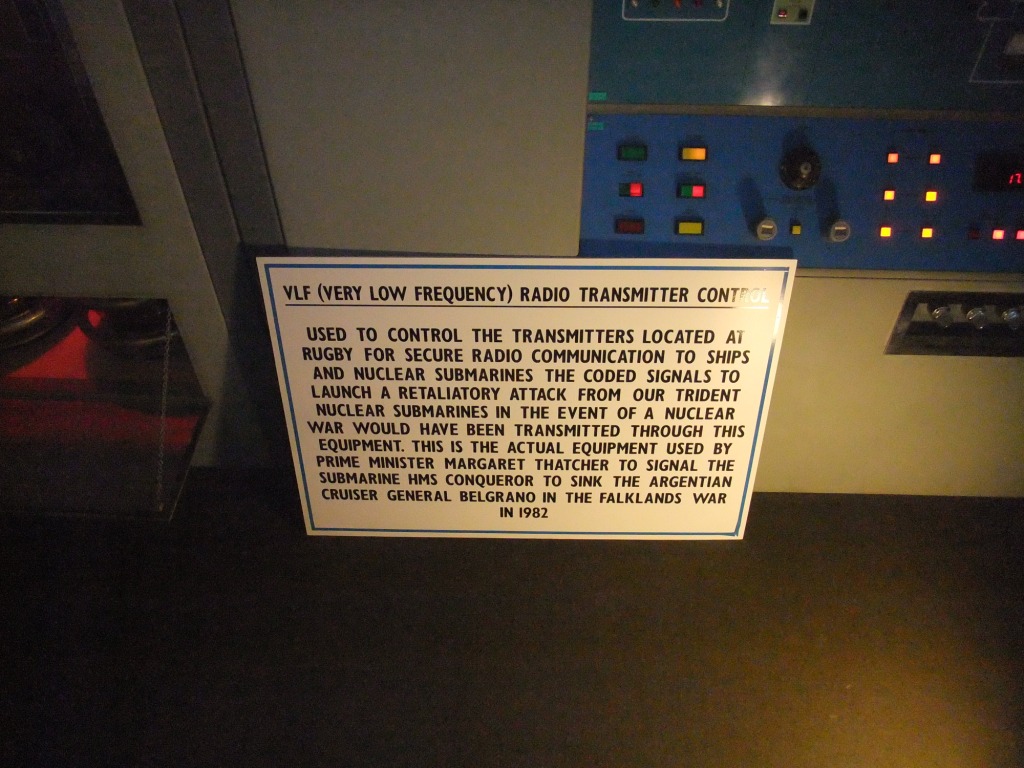 VLF (VERY LOW FREQUENCY) RADIO TRANSMITTER CONTROL
USED TO CONTROL THE TRANSMITTERS LOCATED AT
RUGBY FOR SECURE RADIO COMMUNICATION TO SHIPS
AND NUCLEAR SUBMARINES THE CODED SIGNALS TO
LAUNCH A RETALIATORY ATTACK FROM OUR TRIDENT
NUCLEAR SUBMARINES IN THE EVENT OF A NUCLEAR
WAR WOULD HAVE BEEN TRANSMITTED THROUGH THIS
EQUIPMENT. THIS IS THE ACTUAL EQUIPMENT USED BY
PRIME MINISTER MARGARET THATCHER TO SIGNAL THE
SUBMARINE HMS CONQUEROR TO SINK THE ARGENTIAN
CRUISER GENERAL BELGRANO IN THE FALKLANDS WAR
IN 1982